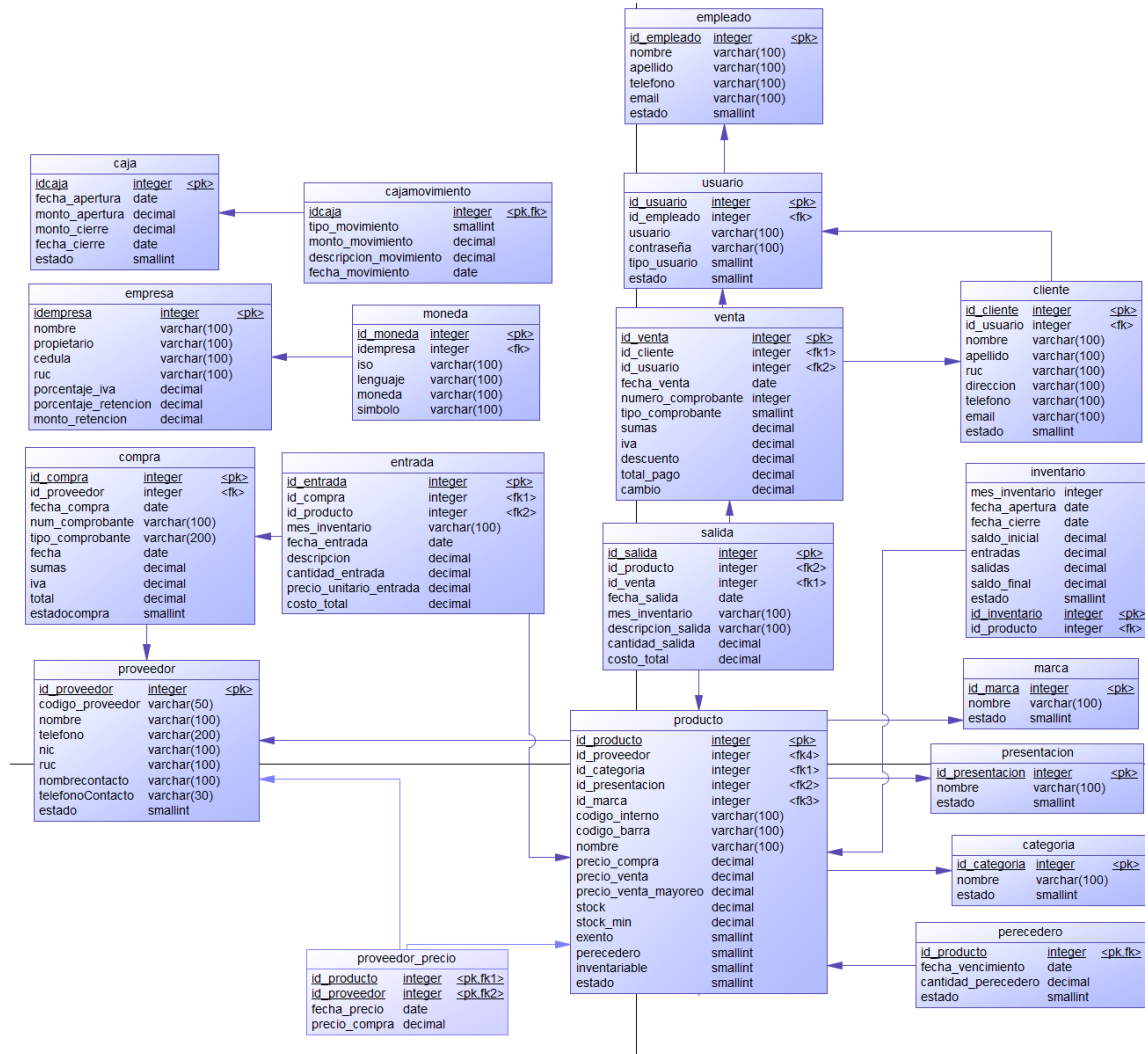 empleado
id_empleado integer <pk>
nombre varchar(100)
apellido varchar(100)
telefono varchar(100)
email varchar(100)
estado smallint
caja
idcaja integer <pk>
fecha_apertura date
monto_apertura decimal
monto_cierre decimal
fecha_cierre date
estado smallint
cajamovimiento
idcaja integer <pk,fk>
tipo_movimiento smallint
monto_movimiento decimal
descripcion_movimiento decimal
fecha_movimiento date
usuario
id_usuario integer <pk>
id_empleado integer <fk>
usuario varchar(100)
contraseña varchar(100)
tipo_usuario smallint
estado smallint
empresa
idempresa integer <pk>
nombre varchar(100)
propietario varchar(100)
cedula varchar(100)
ruc varchar(100)
porcentaje_iva decimal
porcentaje_retencion decimal
monto_retencion decimal
moneda
id_moneda integer <pk>
idempresa integer <fk>
iso varchar(100)
lenguaje varchar(100)
moneda varchar(100)
simbolo varchar(100)
venta
id_venta integer <pk>
id_cliente integer <fk1>
id_usuario integer <fk2>
fecha_venta date
numero_comprobante integer
tipo_comprobante smallint
sumas decimal
iva decimal
descuento decimal
total_pago decimal
cambio decimal
cliente
id_cliente integer <pk>
id_usuario integer <fk>
nombre varchar(100)
apellido varchar(100)
ruc varchar(100)
direccion varchar(100)
telefono varchar(100)
email varchar(100)
estado smallint
compra
id_compra integer <pk>
id_proveedor integer <fk>
fecha_compra date
num_comprobante varchar(100)
tipo_comprobante varchar(200)
fecha date
sumas decimal
iva decimal
total decimal
estadocompra smallint
entrada
id_entrada integer <pk>
id_compra integer <fk1>
id_producto integer <fk2>
mes_inventario varchar(100)
fecha_entrada date
descripcion decimal
cantidad_entrada decimal
precio_unitario_entrada decimal
costo_total decimal
salida
id_salida integer <pk>
id_producto integer <fk2>
id_venta integer <fk1>
fecha_salida date
mes_inventario varchar(100)
descripcion_salida varchar(100)
cantidad_salida decimal
costo_total decimal
inventario
mes_inventario integer
fecha_apertura date
fecha_cierre date
saldo_inicial decimal
entradas decimal
salidas decimal
saldo_final decimal
estado smallint
id_inventario integer <pk>
id_producto integer <fk>
proveedor
id_proveedor integer <pk>
codigo_proveedor varchar(50)
nombre varchar(100)
telefono varchar(200)
nic varchar(100)
ruc varchar(100)
nombrecontacto varchar(100)
telefonoContacto varchar(30)
estado smallint
producto
id_producto integer <pk>
id_proveedor integer <fk4>
id_categoria integer <fk1>
id_presentacion integer <fk2>
id_marca integer <fk3>
codigo_interno varchar(100)
codigo_barra varchar(100)
nombre varchar(100)
precio_compra decimal
precio_venta decimal
precio_venta_mayoreo decimal
stock decimal
stock_min decimal
exento smallint
perecedero smallint
inventariable smallint
estado smallint
marca
id_marca integer <pk>
nombre varchar(100)
estado smallint
presentacion
id_presentacion integer <pk>
nombre varchar(100)
estado smallint
categoria
id_categoria integer <pk>
nombre varchar(100)
estado smallint
perecedero
id_producto integer <pk,fk>
fecha_vencimiento date
cantidad_perecedero decimal
estado smallint
proveedor_precio
id_producto integer <pk,fk1>
id_proveedor integer <pk,fk2>
fecha_precio date
precio_compra decimal